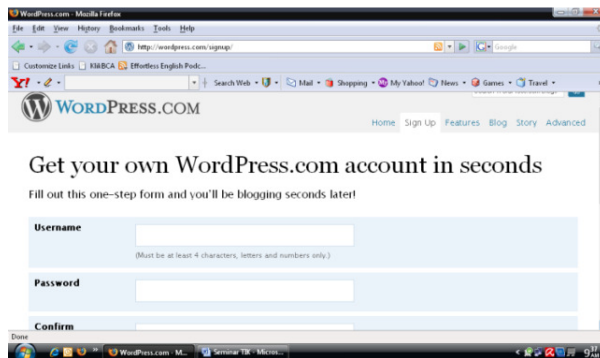 WordPress.com - Mozilla Firefox
File Edit View History Bookmarks Tools Help
http://wordpress.com/signup/ Google
Customize Links Kl&BCA Effortless English Podc...
Y! Search Web Mail Shopping My Yahoo! News Games Travel
WORDPRESS.COM
Home Sign Up Features Blog Story Advanced
Get your own WordPress.com account in seconds
Fill out this one-step form and you'll be blogging seconds later!
Username
(Must be at least 4 characters, letters and numbers only.)
Password
Confirm
Done
WordPress.com - M... Seminar TIK - Micros...